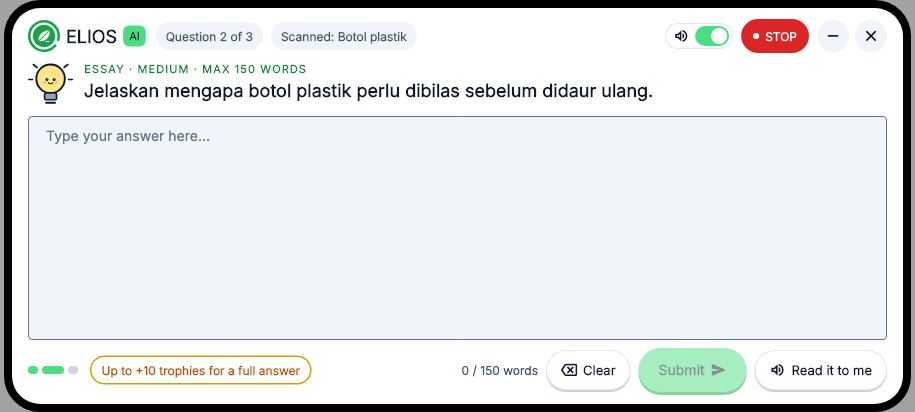 ELIOS AI Question 2 of 3 Scanned: Botol plastik STOP
ESSAY · MEDIUM · MAX 150 WORDS
Jelaskan mengapa botol plastik perlu dibilas sebelum didaur ulang.
Type your answer here...
Up to +10 trophies for a full answer 0 / 150 words Clear Submit Read it to me